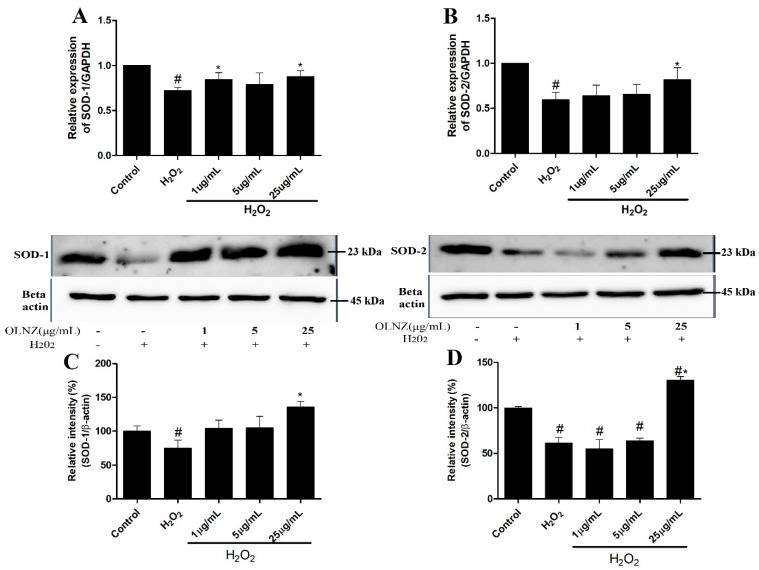 A
Relative expression
of SOD-1/GAPDH
1.5
1.0
0.5
0.0
#
*
*
Control
H₂O₂
1ug/mL
5ug/mL
25ug/mL
H₂O₂
B
Relative expression
of SOD-2/GAPDH
1.5
1.0
0.5
0.0
#
*
Control
H₂O₂
1ug/mL
5ug/mL
25ug/mL
H₂O₂
SOD-1
23 kDa
Beta
actin
45 kDa
OLNZ(μg/mL) - - 1 5 25
H2O2 - + + + +
SOD-2
23 kDa
Beta
actin
45 kDa
OLNZ(μg/mL) - - 1 5 25
H2O2 - + + + +
C
Relative intensity (%)
(SOD-1/β-actin)
150
100
50
0
#
*
Control
H₂O₂
1μg/mL
5μg/mL
25μg/mL
H₂O₂
D
Relative intensity (%)
(SOD-2/β-actin)
150
100
50
0
#
#
#
#*
Control
H₂O₂
1μg/mL
5μg/mL
25μg/mL
H₂O₂